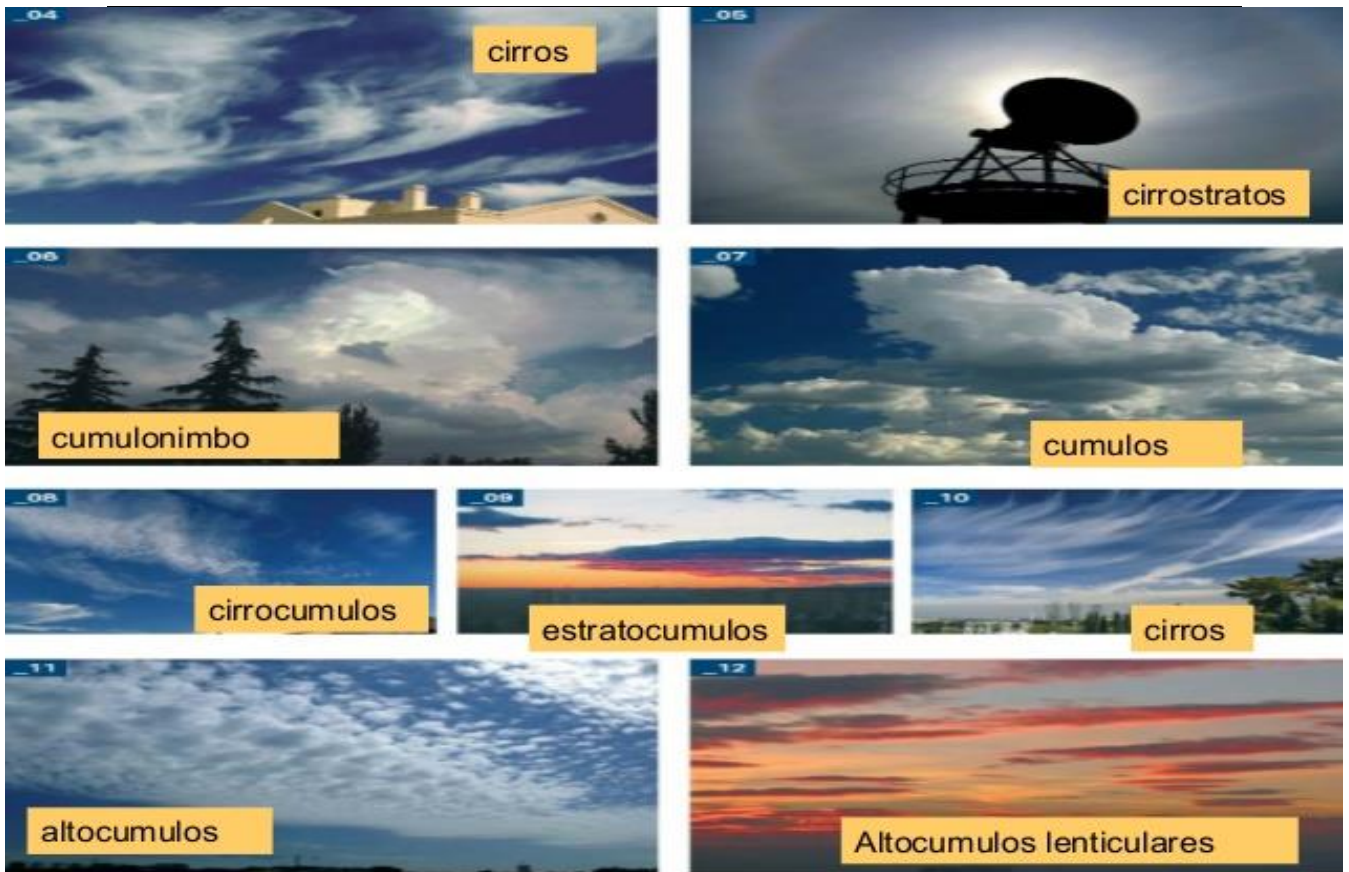 _04
cirros
_05
cirrostratos
_06
cumulonimbo
_07
cumulos
_08
cirrocumulos
_09
estratocumulos
_10
cirros
_11
altocumulos
_12
Altocumulos lenticulares